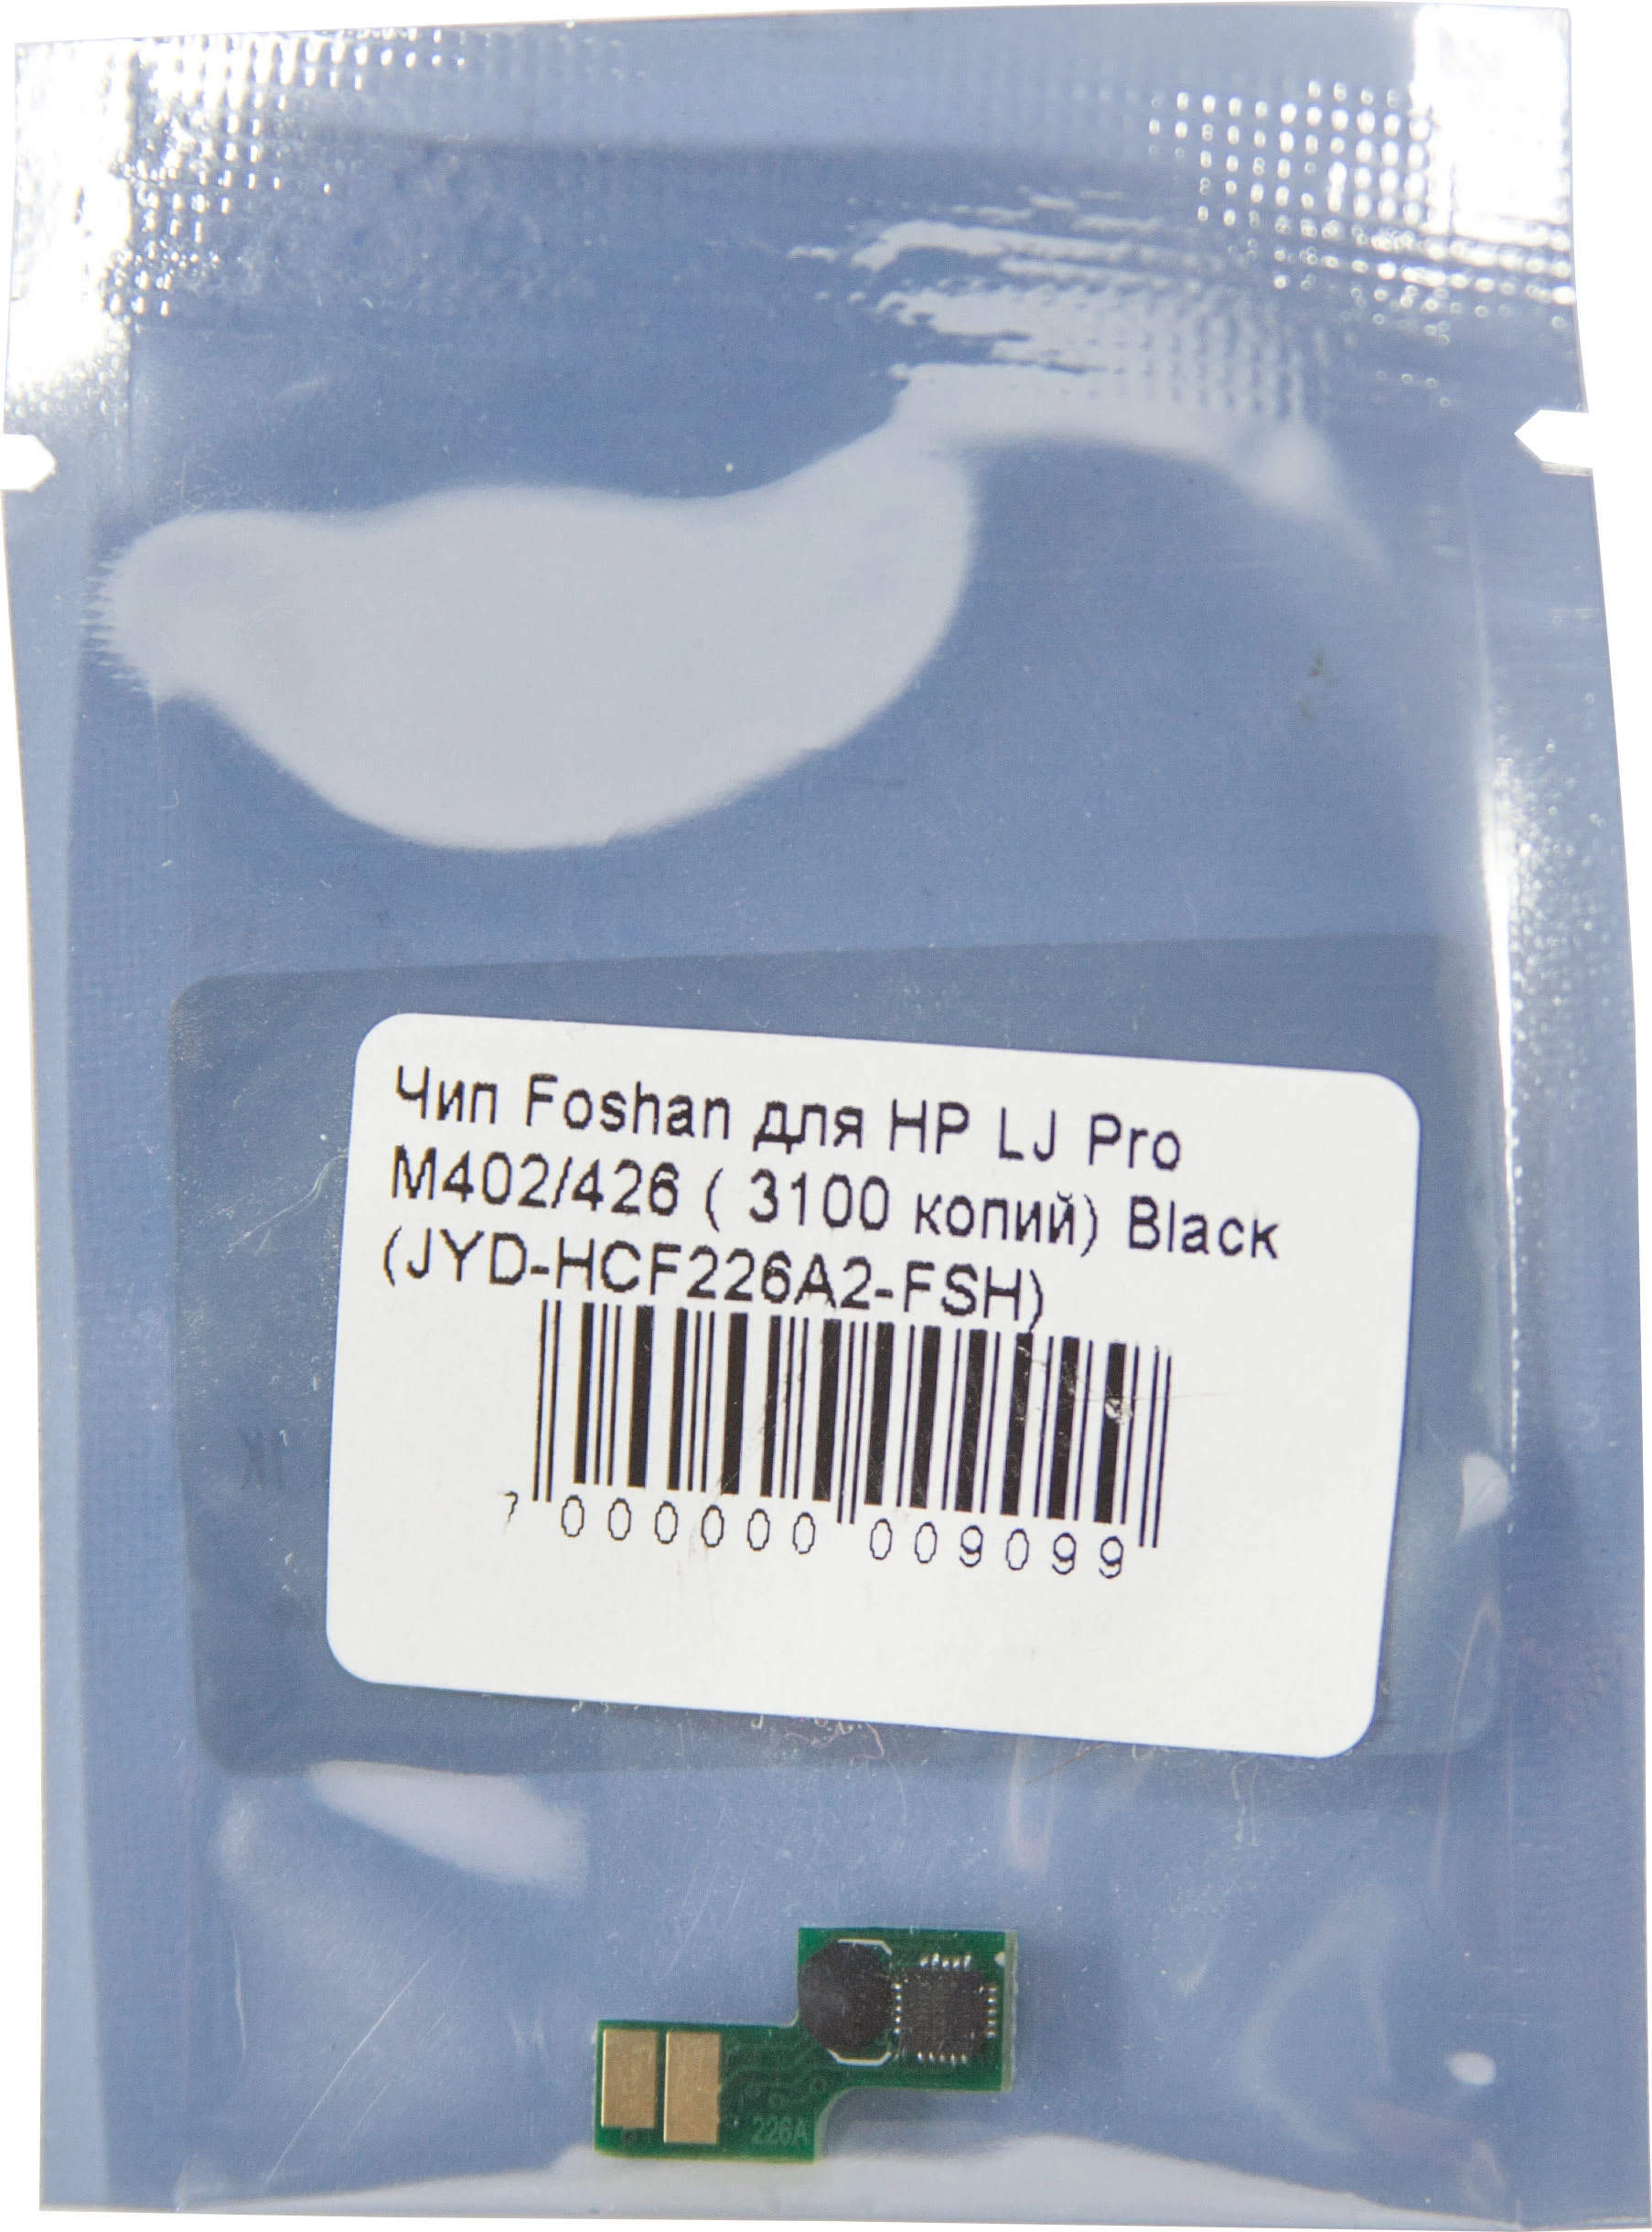 Чип Foshan для HP LJ Pro
M402/426 ( 3100 копий) Black
(JYD-HCF226A2-FSH)
7 000000 009099
226A